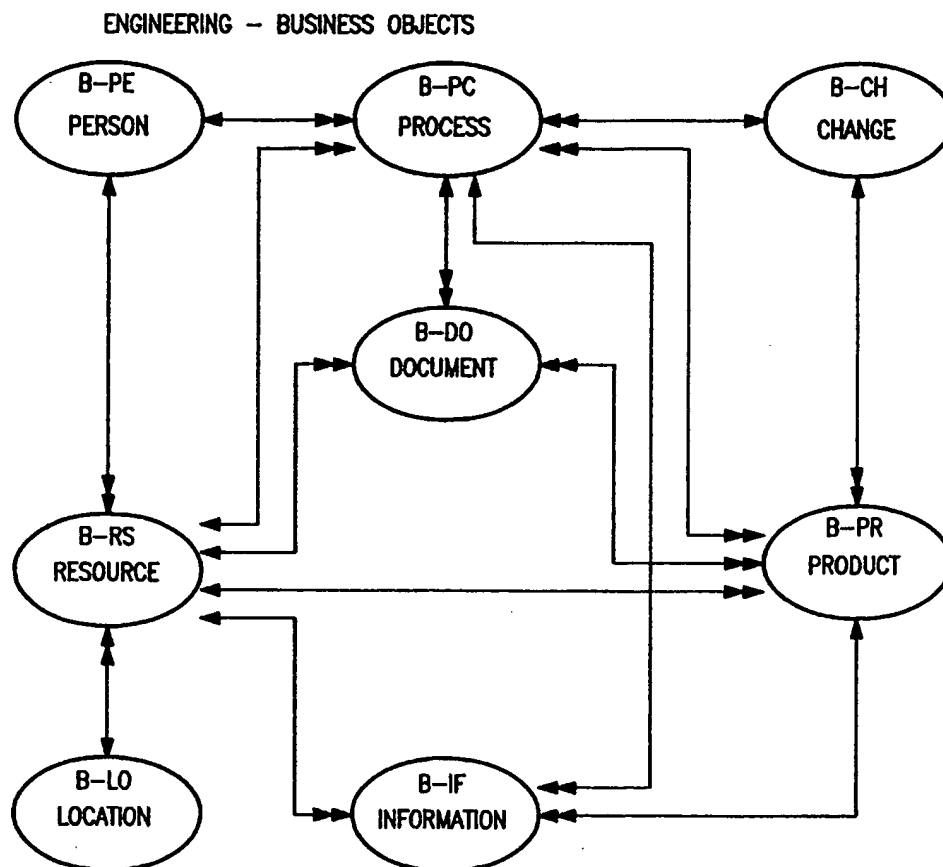 ENGINEERING – BUSINESS OBJECTS
B–PE
PERSON
B–PC
PROCESS
B–CH
CHANGE
B–DO
DOCUMENT
B–RS
RESOURCE
B–PR
PRODUCT
B–LO
LOCATION
B–IF
INFORMATION